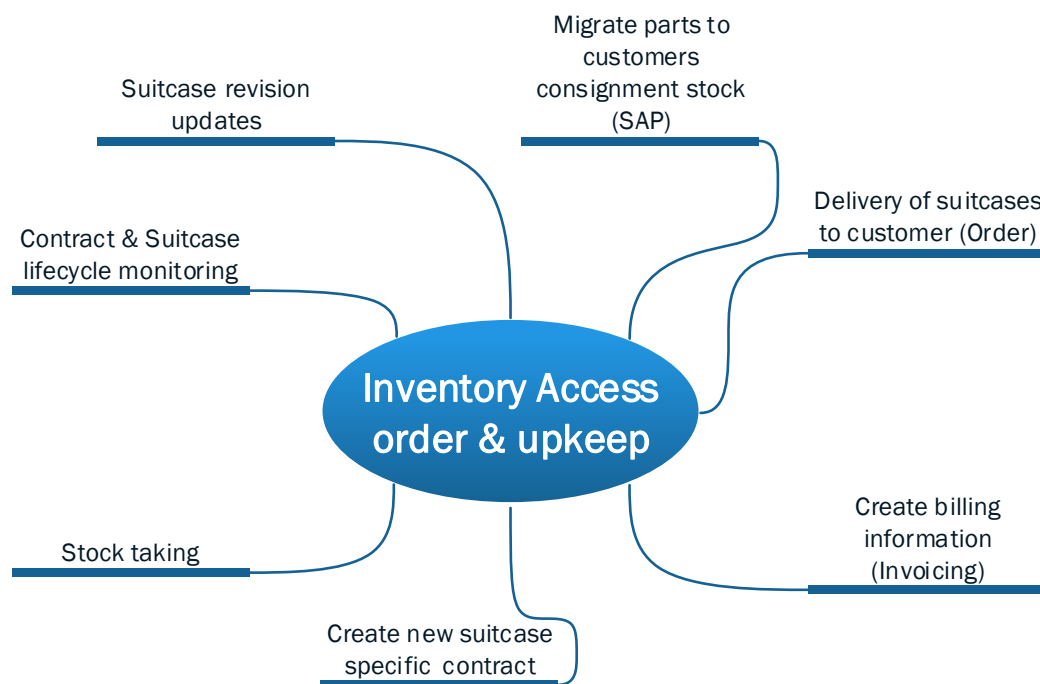 Migrate parts to
customers
consignment stock
(SAP)
Suitcase revision
updates
Delivery of suitcases
to customer (Order)
Contract & Suitcase
lifecycle monitoring
Inventory Access
order & upkeep
Create billing
information
(Invoicing)
Stock taking
Create new suitcase
specific contract